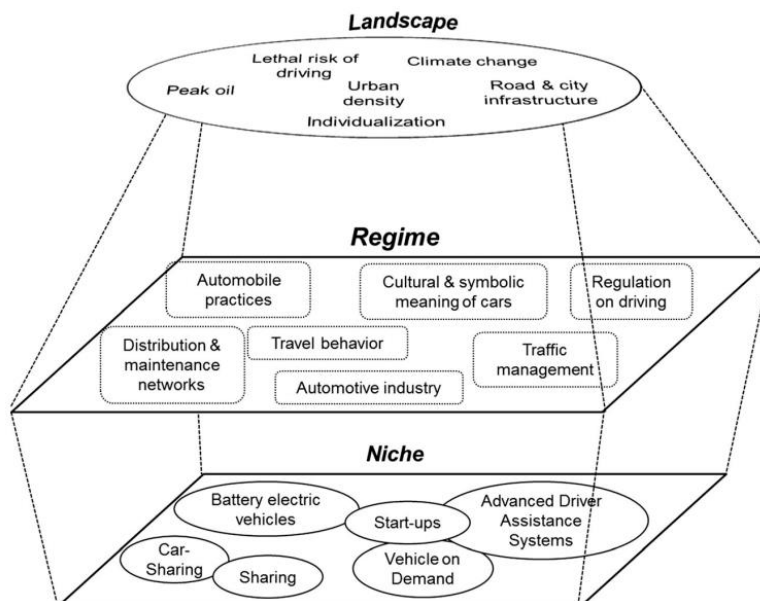 Landscape
Lethal risk of
driving
Climate change
Peak oil
Urban
density
Road & city
infrastructure
Individualization
Regime
Automobile
practices
Cultural & symbolic
meaning of cars
Regulation
on driving
Distribution &
maintenance
networks
Travel behavior
Traffic
management
Automotive industry
Niche
Battery electric
vehicles
Start-ups
Advanced Driver
Assistance
Systems
Car-
Sharing
Sharing
Vehicle on
Demand